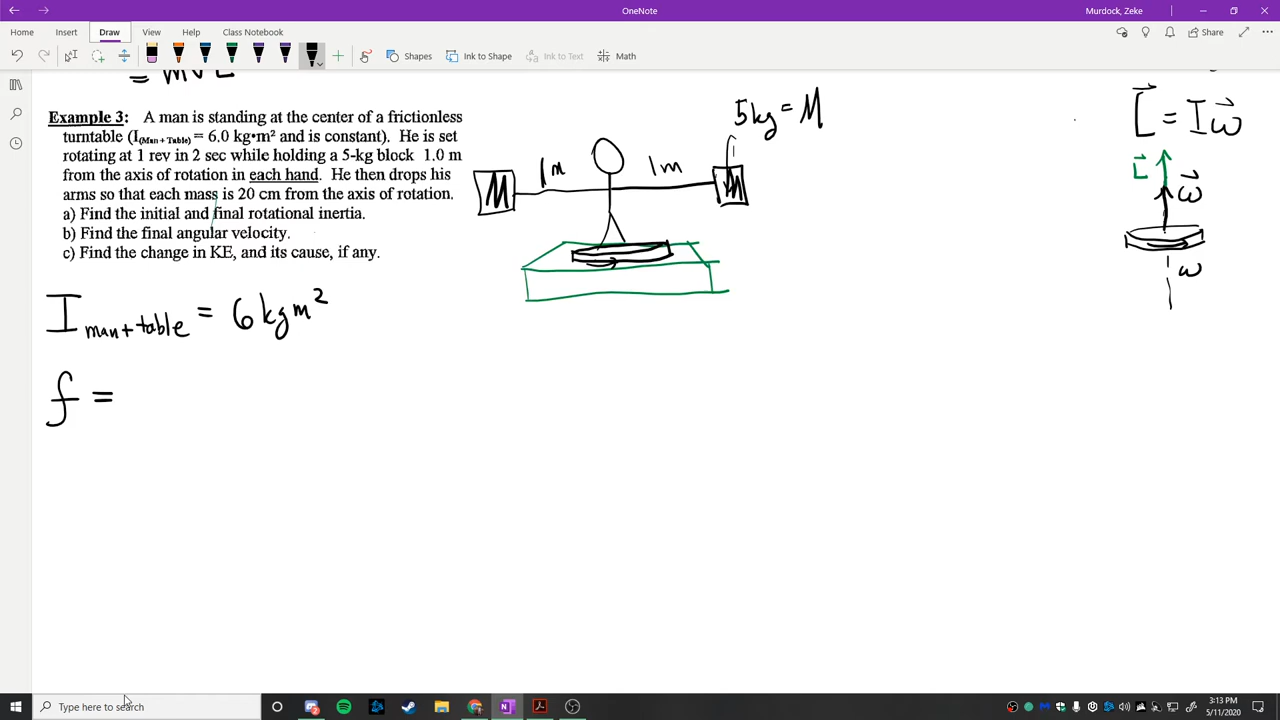 OneNote
Murdock, Zeke
Home Insert Draw View Help Class Notebook
Share
Shapes Ink to Shape Ink to Text Math
= mvL
Example 3: A man is standing at the center of a frictionless
turntable (I(Man + Table) = 6.0 kg•m² and is constant). He is set
rotating at 1 rev in 2 sec while holding a 5-kg block 1.0 m
from the axis of rotation in each hand. He then drops his
arms so that each mass is 20 cm from the axis of rotation.
a) Find the initial and final rotational inertia.
b) Find the final angular velocity.
c) Find the change in KE, and its cause, if any.
5kg = M
M 1m 1m M
L⃗ = Iω⃗
L⃗ ω⃗
ω
I man + table = 6 kg m²
f =
Type here to search
3:13 PM
5/11/2020